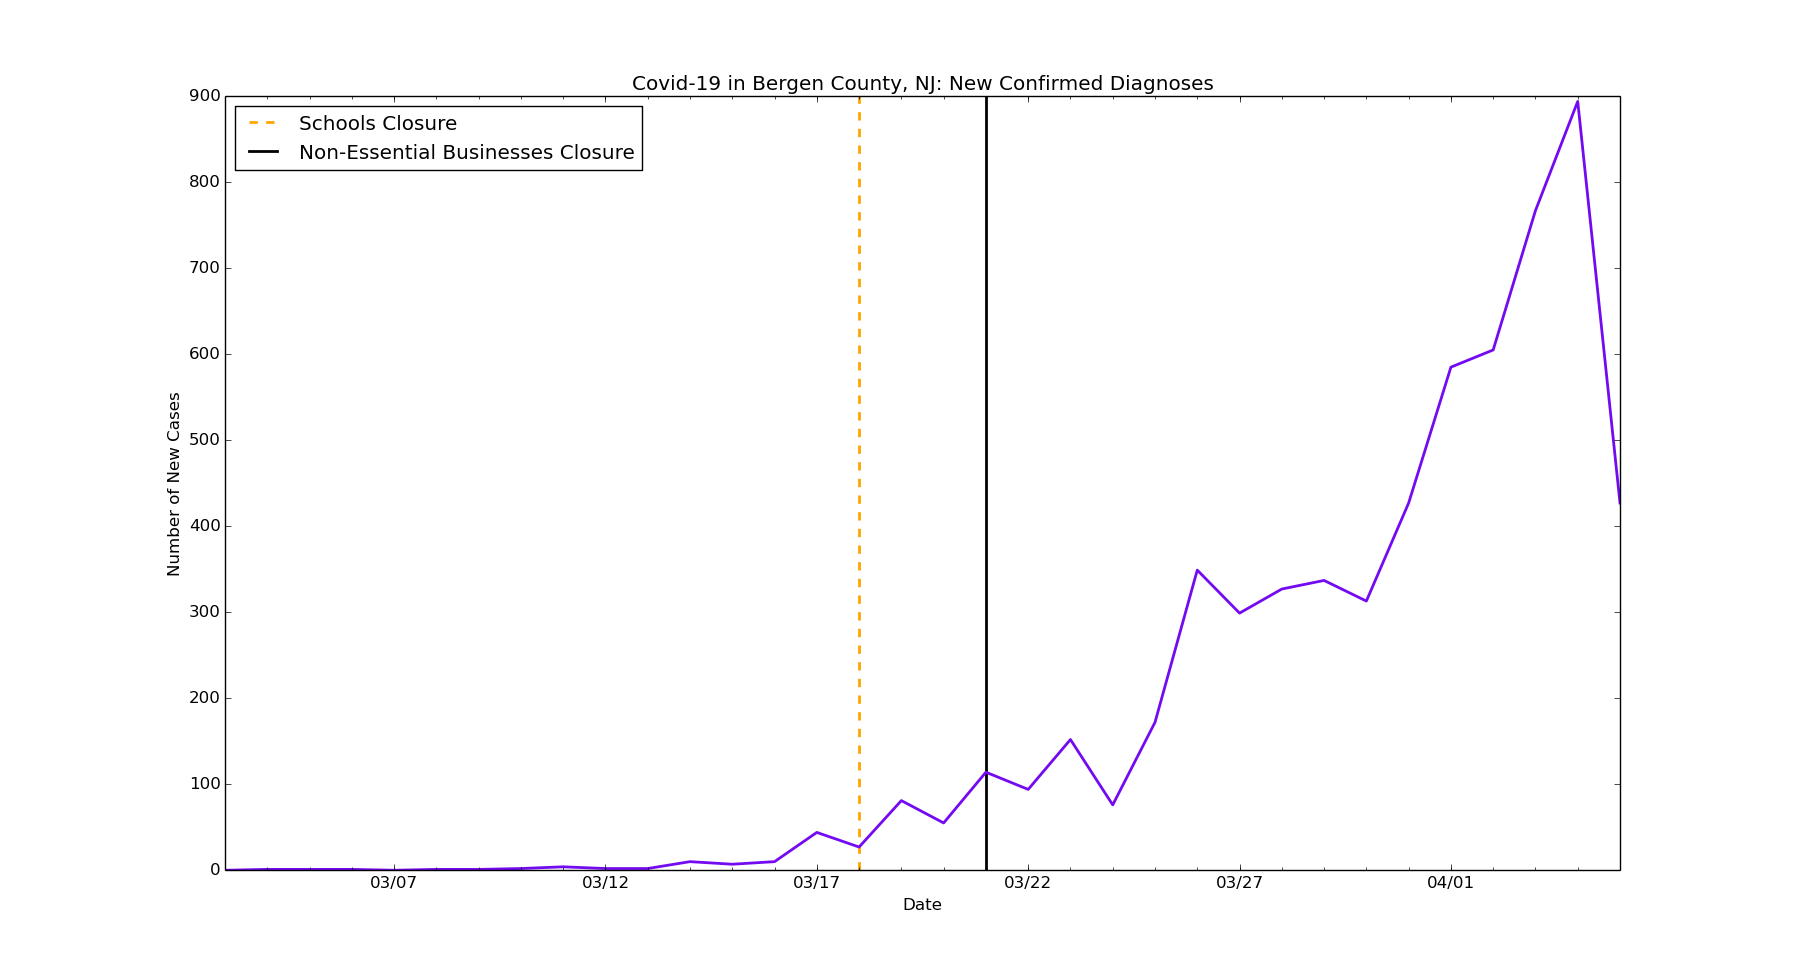 Covid-19 in Bergen County, NJ: New Confirmed Diagnoses
Schools Closure
Non-Essential Businesses Closure
900
800
700
600
500
400
300
200
100
0
Number of New Cases
03/07 03/12 03/17 03/22 03/27 04/01
Date